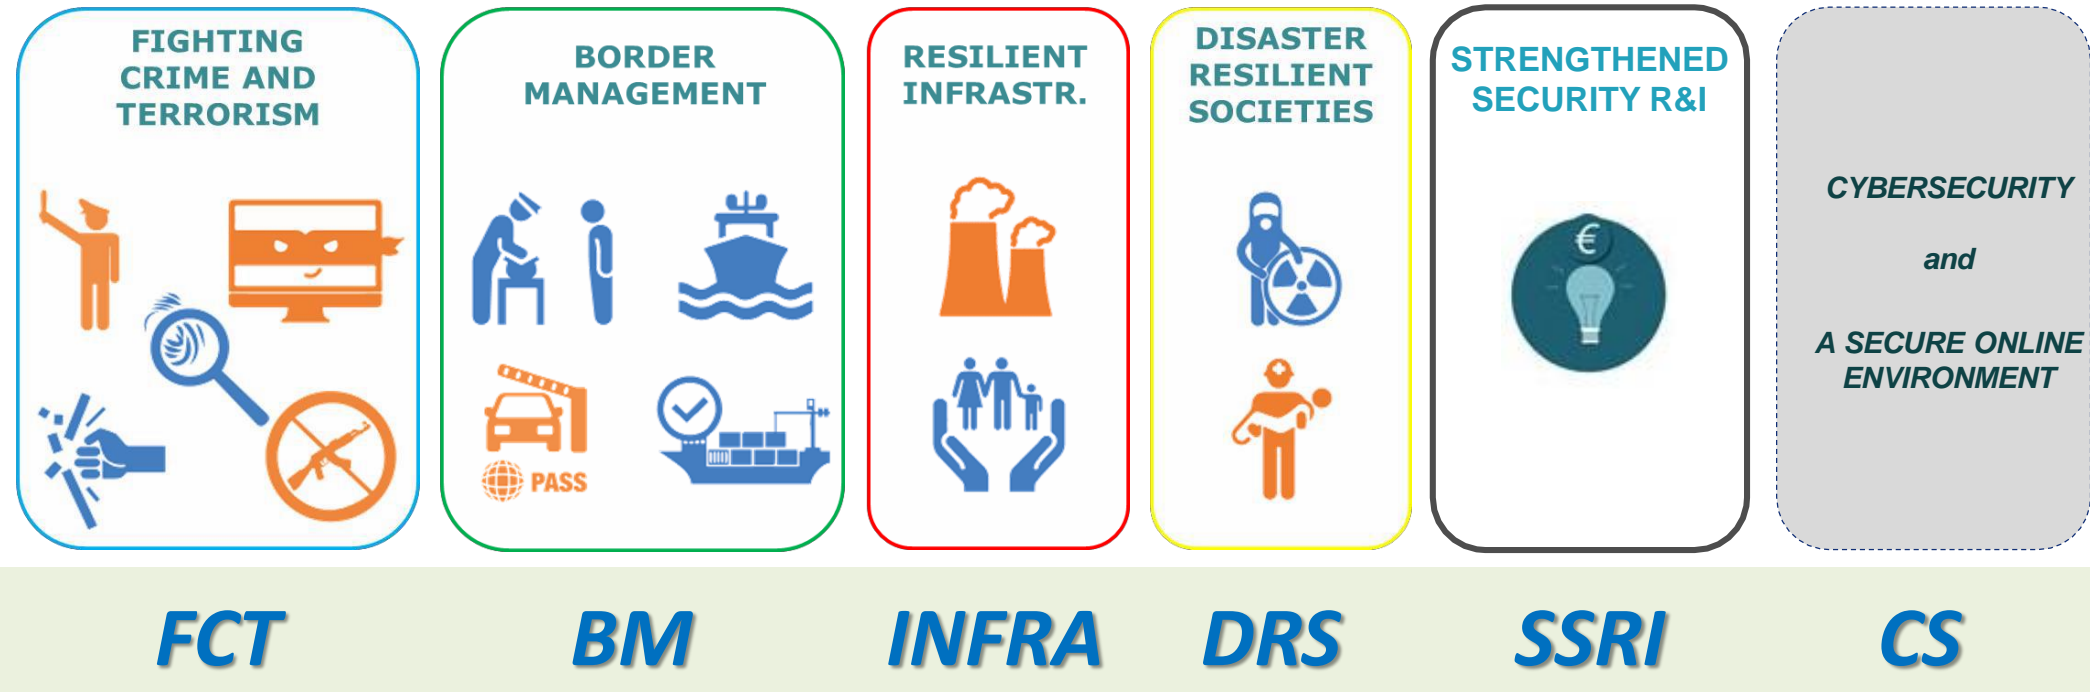 FIGHTING
CRIME AND
TERRORISM
BORDER
MANAGEMENT
PASS
RESILIENT
INFRASTR.
DISASTER
RESILIENT
SOCIETIES
STRENGTHENED
SECURITY R&I
€
CYBERSECURITY
and
A SECURE ONLINE
ENVIRONMENT
FCT
BM
INFRA
DRS
SSRI
CS